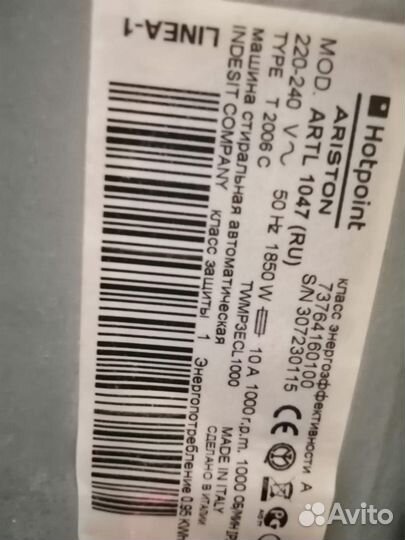 Hotpoint
ARISTON
класс энергоэффективности A
MOD. ARTL 1047 (RU)
73764160100
S/N 307230115
220-240 V 50 Hz 1850 W 10 A 1000 r.p.m. 1000 ОБ/МИН
TYPE T 2006 C
TWMP3ECL1000
MADE IN ITALY
машина стиральная автоматическая
СДЕЛАНО В ИТАЛИИ
INDESIT COMPANY
класс защиты 1 Энергопотребление 0.95 KWh
LINEA-1
CE
Avito